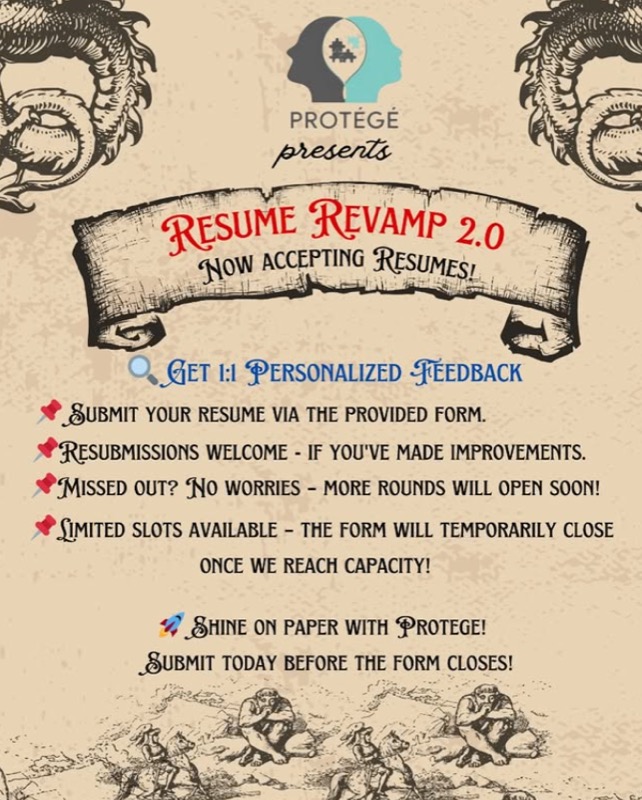 PROTÉGÉ
presents
Resume Revamp 2.0
Now accepting Resumes!
🔍 Get 1:1 Personalized Feedback
📌 Submit your resume via the provided form.
📌 Resubmissions welcome - if you've made improvements.
📌 Missed out? No worries – more rounds will open soon!
📌 Limited slots available – the form will temporarily close
once we reach capacity!
🚀 Shine on paper with Protege!
Submit today before the form closes!